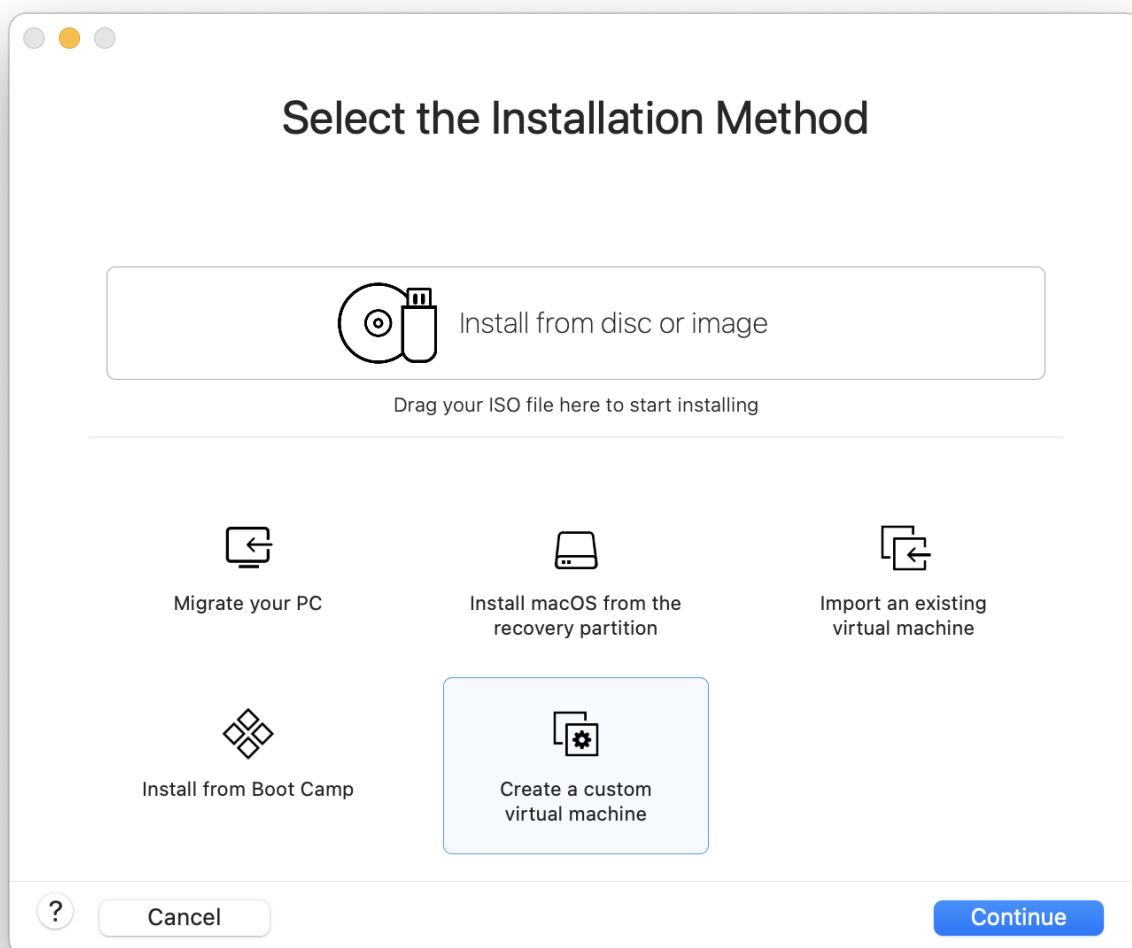 Select the Installation Method
Install from disc or image
Drag your ISO file here to start installing
Migrate your PC
Install macOS from the
recovery partition
Import an existing
virtual machine
Install from Boot Camp
Create a custom
virtual machine
?
Cancel
Continue